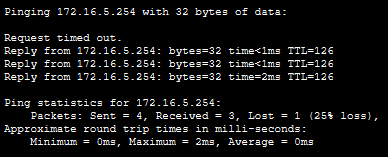 Pinging 172.16.5.254 with 32 bytes of data:
Request timed out.
Reply from 172.16.5.254: bytes=32 time<1ms TTL=126
Reply from 172.16.5.254: bytes=32 time<1ms TTL=126
Reply from 172.16.5.254: bytes=32 time=2ms TTL=126
Ping statistics for 172.16.5.254:
Packets: Sent = 4, Received = 3, Lost = 1 (25% loss),
Approximate round trip times in milli-seconds:
Minimum = 0ms, Maximum = 2ms, Average = 0ms